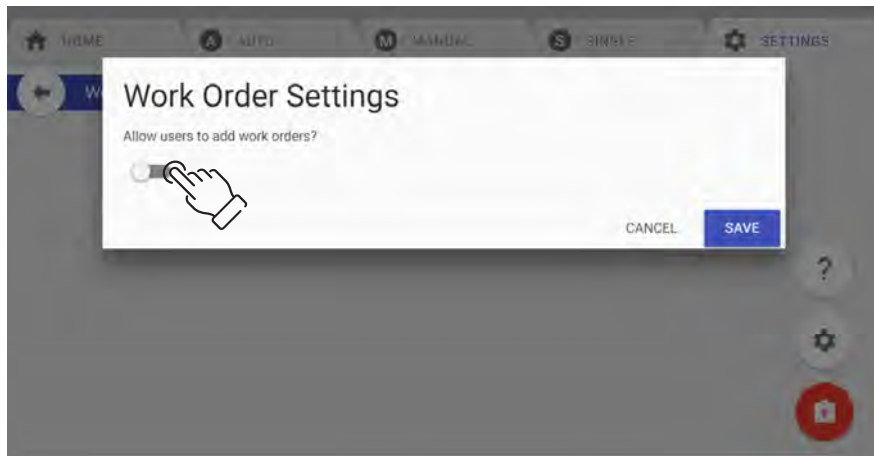 HOME
A AUTO
M MANUAL
S SINGLE
SETTINGS
Work Order Settings
Allow users to add work orders?
CANCEL
SAVE
?